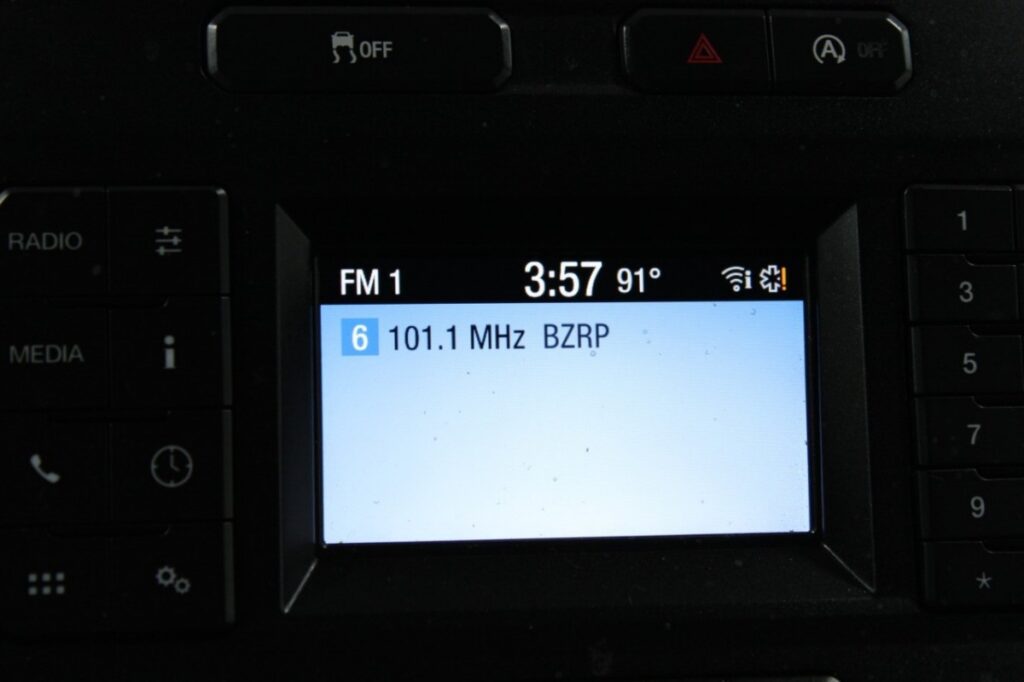 OFF
A OFF
RADIO
FM 1 3:57 91° i !
6 101.1 MHz BZRP
MEDIA i
1
3
5
7
9
*